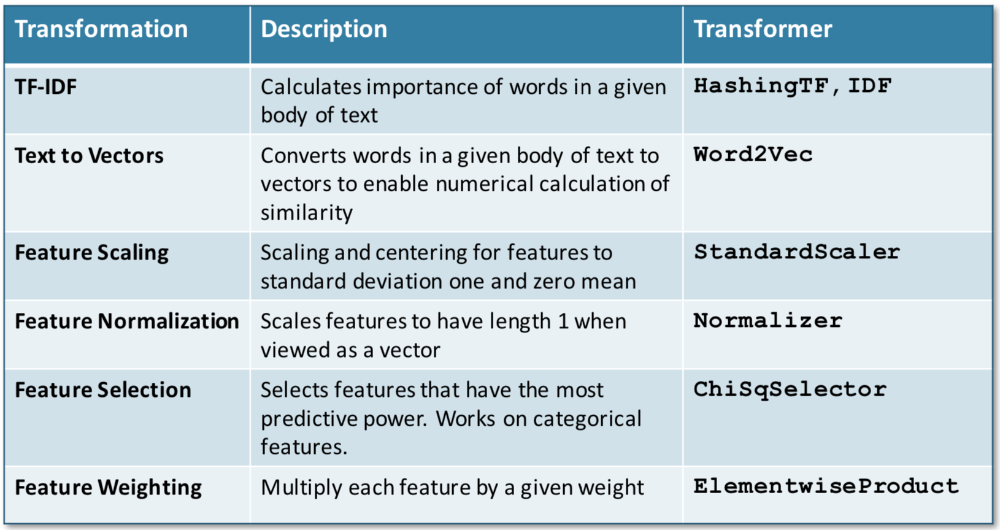 Transformation Description Transformer
TF-IDF Calculates importance of words in a given HashingTF, IDF
body of text
Text to Vectors Converts words in a given body of text to Word2Vec
vectors to enable numerical calculation of
similarity
Feature Scaling Scaling and centering for features to StandardScaler
standard deviation one and zero mean
Feature Normalization Scales features to have length 1 when Normalizer
viewed as a vector
Feature Selection Selects features that have the most ChiSqSelector
predictive power. Works on categorical
features.
Feature Weighting Multiply each feature by a given weight ElementwiseProduct